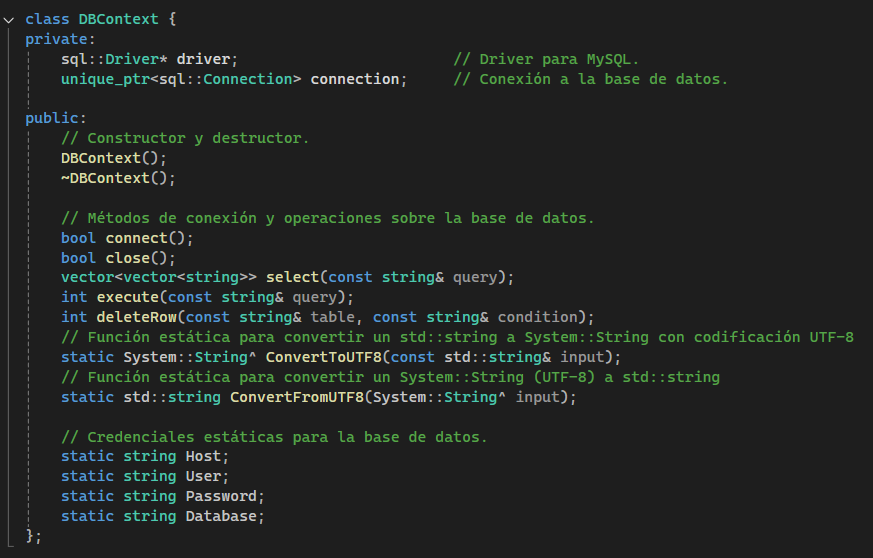 class DBContext {
private:
    sql::Driver* driver;                        // Driver para MySQL.
    unique_ptr<sql::Connection> connection;     // Conexión a la base de datos.

public:
    // Constructor y destructor.
    DBContext();
    ~DBContext();

    // Métodos de conexión y operaciones sobre la base de datos.
    bool connect();
    bool close();
    vector<vector<string>> select(const string& query);
    int execute(const string& query);
    int deleteRow(const string& table, const string& condition);
    // Función estática para convertir un std::string a System::String con codificación UTF-8
    static System::String^ ConvertToUTF8(const std::string& input);
    // Función estática para convertir un System::String (UTF-8) a std::string
    static std::string ConvertFromUTF8(System::String^ input);

    // Credenciales estáticas para la base de datos.
    static string Host;
    static string User;
    static string Password;
    static string Database;
};